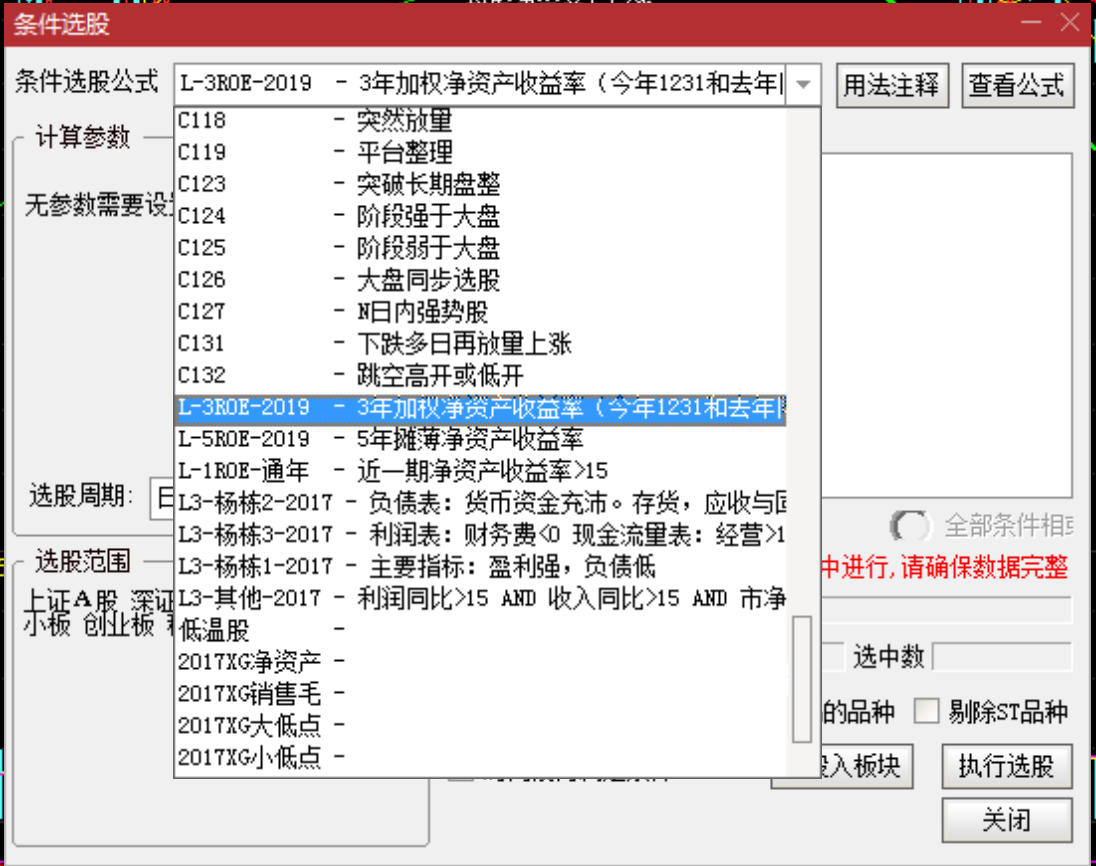 条件选股
条件选股公式 L-3ROE-2019 - 3年加权净资产收益率（今年1231和去年 用法注释 查看公式
计算参数
无参数需要设
C118 - 突然放量
C119 - 平台整理
C123 - 突破长期盘整
C124 - 阶段强于大盘
C125 - 阶段弱于大盘
C126 - 大盘同步选股
C127 - N日内强势股
C131 - 下跌多日再放量上涨
C132 - 跳空高开或低开
L-3ROE-2019 - 3年加权净资产收益率（今年1231和去年
L-5ROE-2019 - 5年摊薄净资产收益率
L-1ROE-通年 - 近一期净资产收益率>15
L3-杨栋2-2017 - 负债表: 货币资金充沛。存货，应收与
L3-杨栋3-2017 - 利润表: 财务费<0 现金流量表: 经营>1
L3-杨栋1-2017 - 主要指标: 盈利强，负债低
L3-其他-2017 - 利润同比>15 AND 收入同比>15 AND 市净
低温股 -
2017XG净资产 -
2017XG销售毛 -
2017XG大低点 -
2017XG小低点 -
选股周期: 日
全部条件相或
选股范围
中进行,请确保数据完整
上证A股 深证
小板 创业板
选中数
的品种 剔除ST品种
入板块 执行选股
关闭